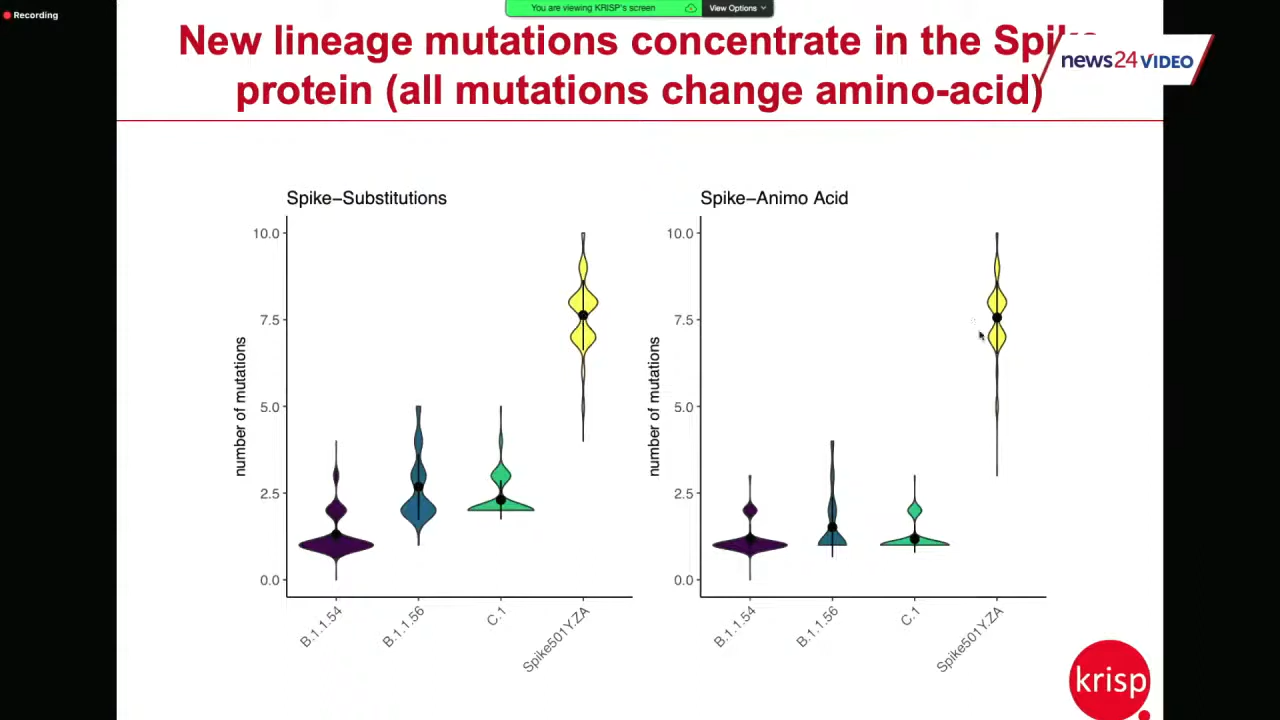 Recording
You are viewing KRISP's screen
View Options
New lineage mutations concentrate in the Spike
protein (all mutations change amino-acid)
news24 VIDEO
Spike–Substitutions
number of mutations
10.0
7.5
5.0
2.5
0.0
B.1.1.54
B.1.1.56
C.1
Spike501Y.ZA
Spike–Animo Acid
number of mutations
10.0
7.5
5.0
2.5
0.0
B.1.1.54
B.1.1.56
C.1
Spike501Y.ZA
krisp